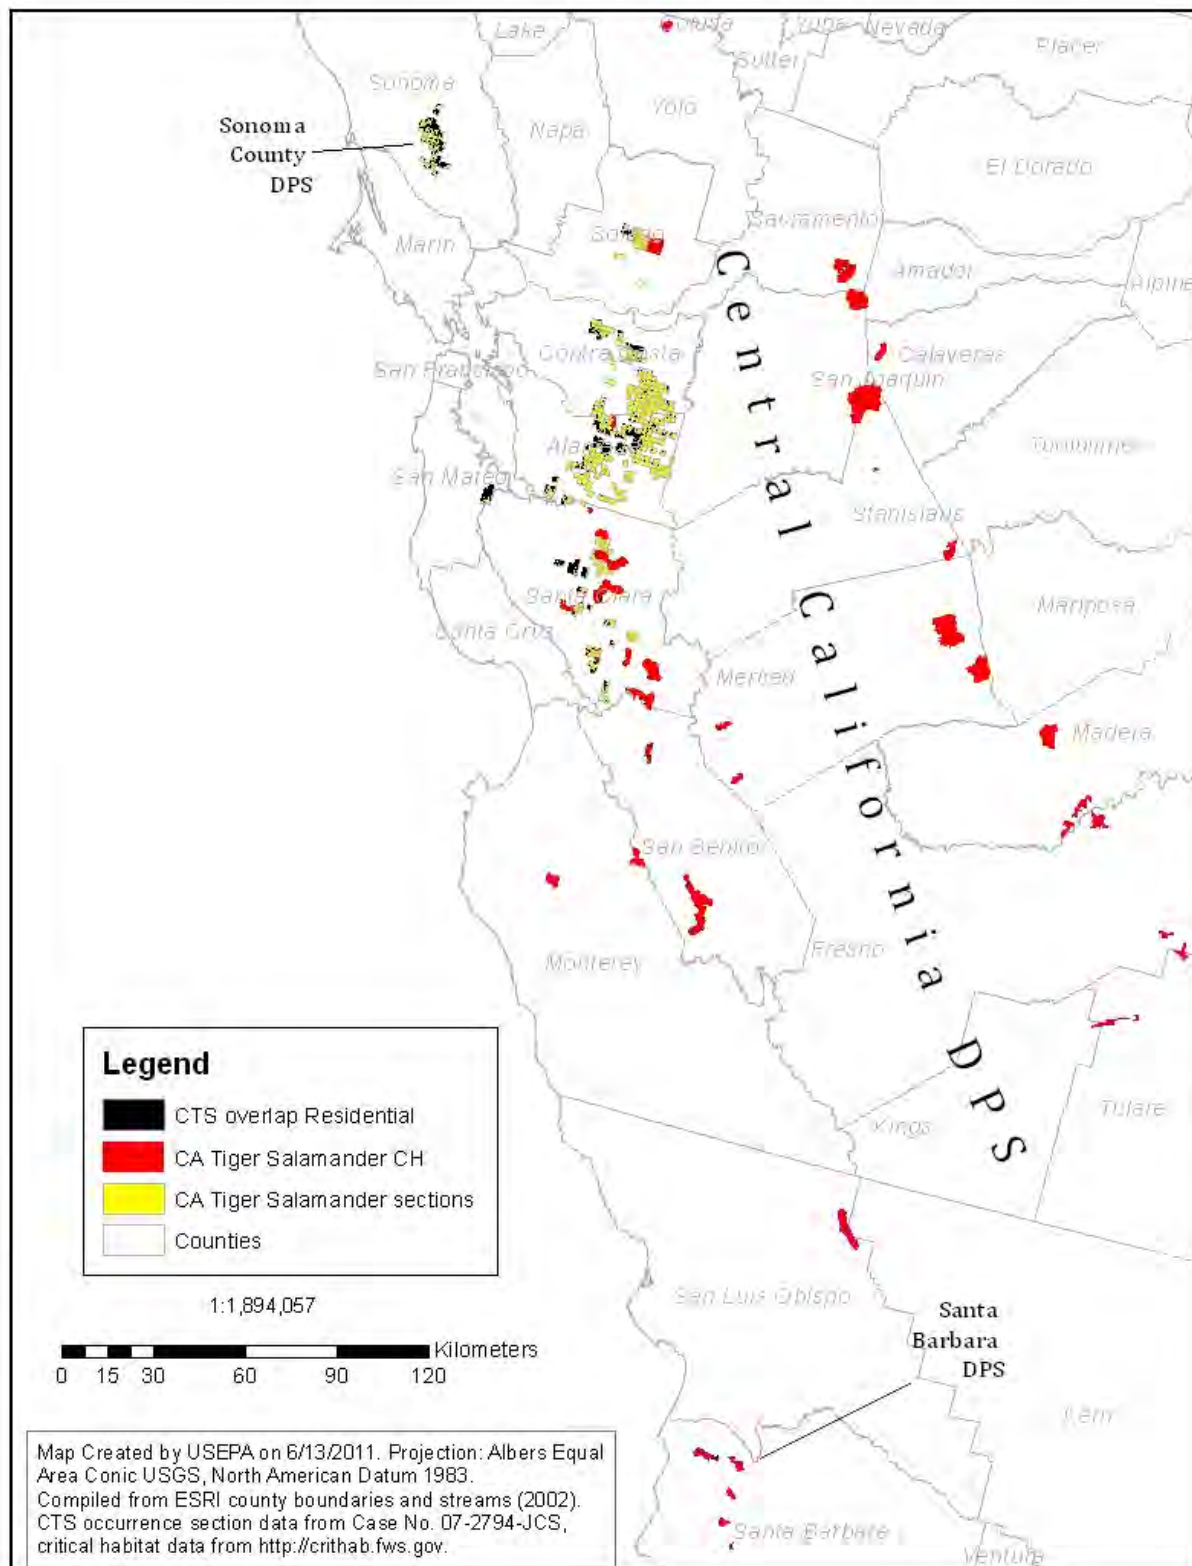 Lake
Nevada
Placer
Sutter
Sonoma
Yolo
Napa
Sonoma
County
DPS
El Dorado
Sacramento
Solano
Marin
Amador
Alpine
Contra Costa
Calaveras
San Francisco
San Joaquin
Alameda
San Mateo
Stanislaus
Santa Clara
Mariposa
Santa Cruz
Merced
Madera
San Benito
Monterey
Fresno
Central California DPS
Tulare
Kings
Legend
CTS overlap Residential
CA Tiger Salamander CH
CA Tiger Salamander sections
Counties
1:1,894,057
Kilometers
0 15 30 60 90 120
San Luis Obispo
Santa
Barbara
DPS
Kern
Santa Barbara
Ventura
Map Created by USEPA on 6/13/2011. Projection: Albers Equal
Area Conic USGS, North American Datum 1983.
Compiled from ESRI county boundaries and streams (2002).
CTS occurrence section data from Case No. 07-2794-JCS,
critical habitat data from http://crithab.fws.gov.